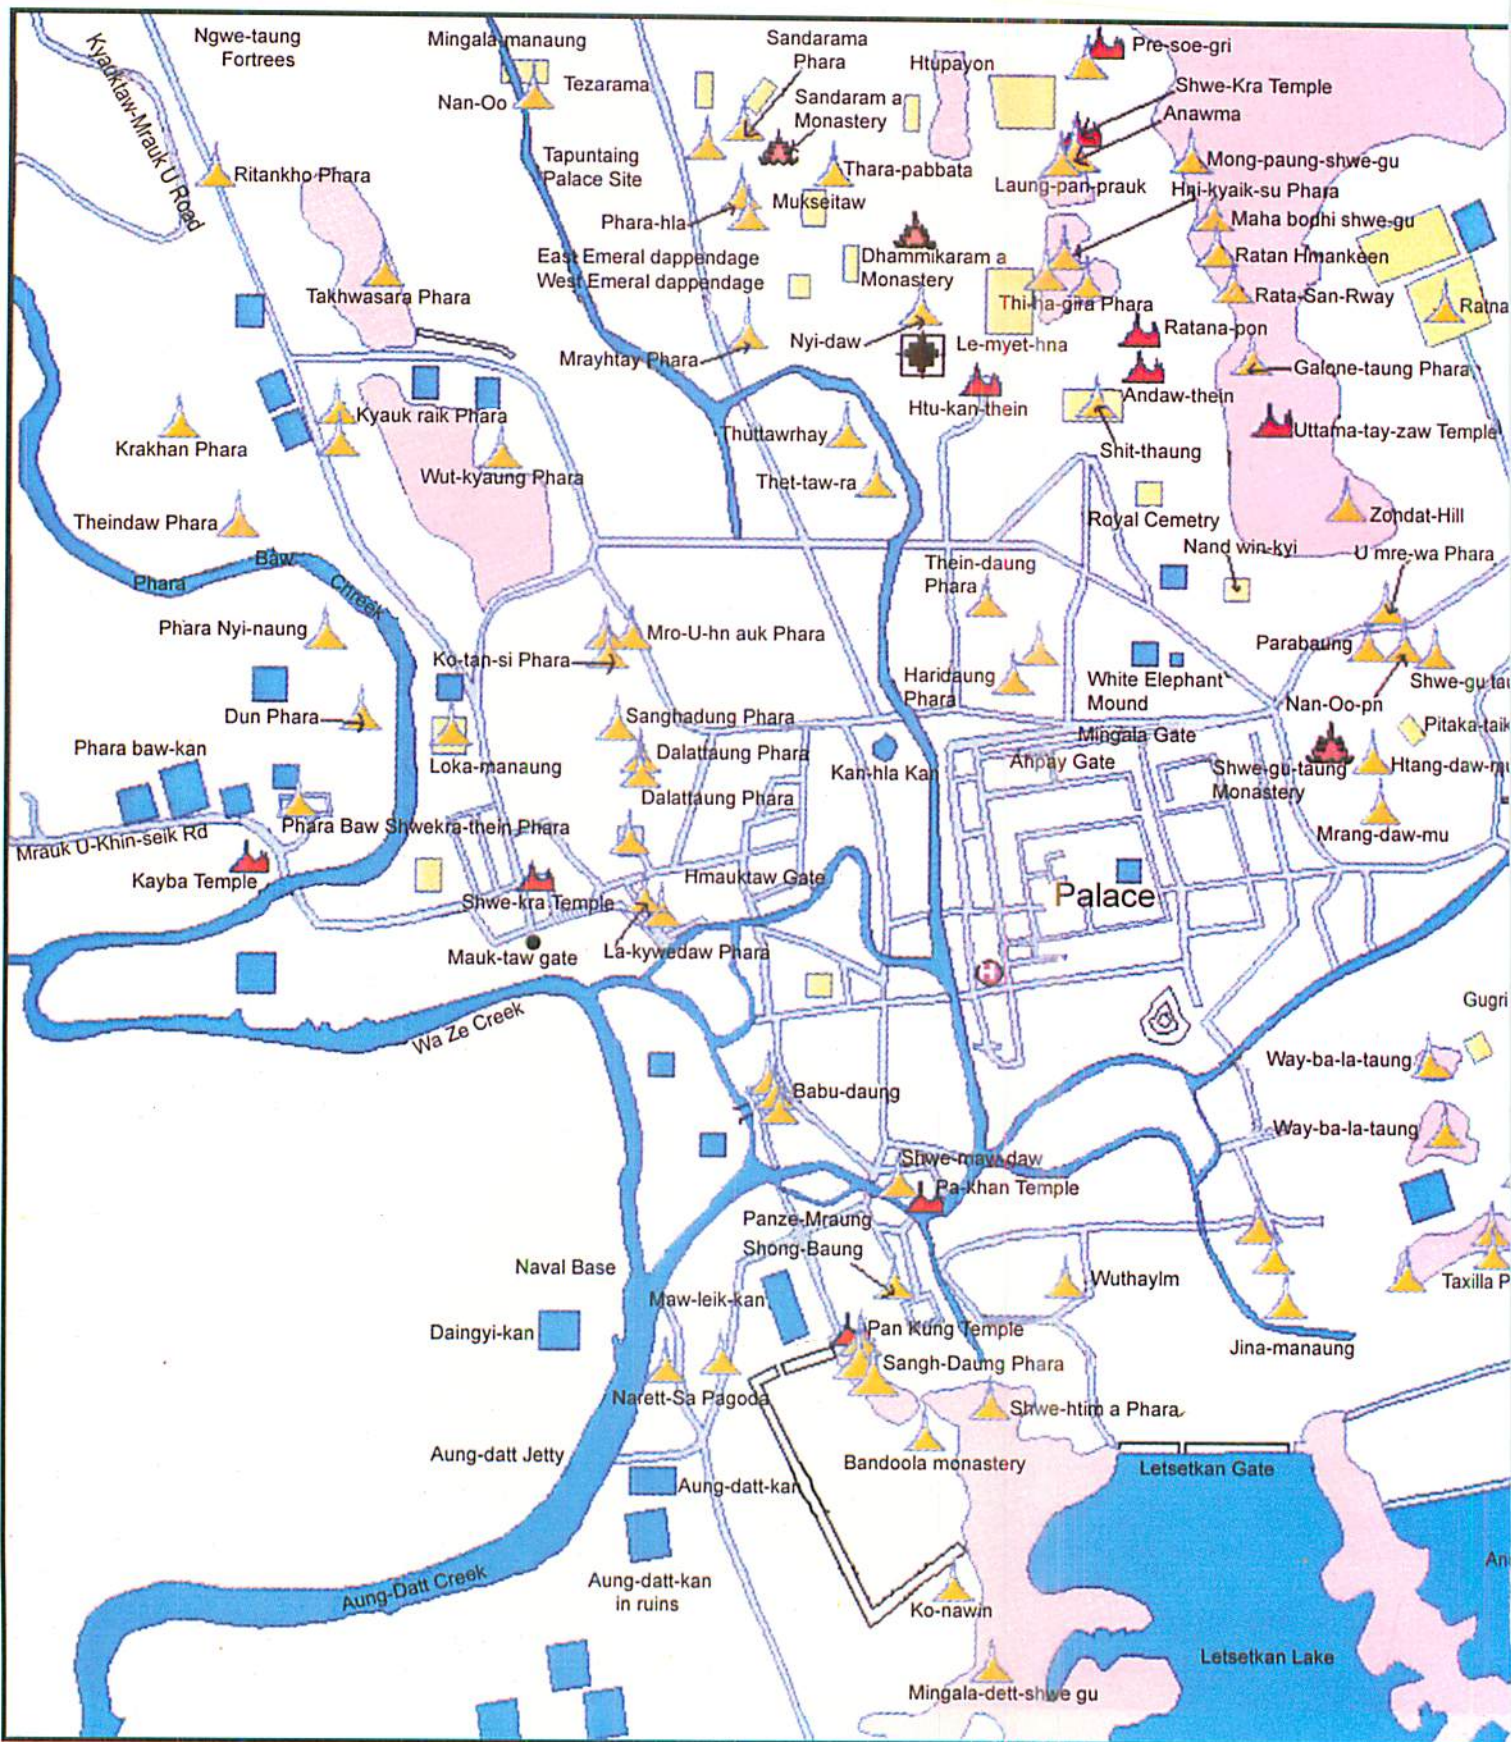 Ngwe-taung
Fortrees
Mingala-manaung
Sandarama
Phara
Htupayon
Pre-soe-gri
Kyauktaw-Mrauk U Road
Tezarama
Nan-Oo
Shwe-Kra Temple
Sandaram a
Monastery
Anawma
Tapuntaing
Palace Site
Ritankho Phara
Thara-pabbata
Mong-paung-shwe-gu
Laung-pan-prauk
Hni-kyaik-su Phara
Mukseitaw
Phara-hla
Maha bodhi shwe-gu
East Emeral dappendage
West Emeral dappendage
Dhammikaram a
Monastery
Ratan Hmankeen
Takhwasara Phara
Thi-ha-gira Phara
Rata-San-Rway
Ratna
Ratana-pon
Nyi-daw
Le-myet-hna
Mrayhtay Phara
Galone-taung Phara
Andaw-thein
Htu-kan-thein
Kyauk raik Phara
Thuttawrhay
Uttama-tay-zaw Temple
Krakhan Phara
Shit-thaung
Wut-kyaung Phara
Thet-taw-ra
Theindaw Phara
Royal Cemetry
Zondat-Hill
Nand win-kyi
U mre-wa Phara
Phara
Baw
Chreek
Thein-daung
Phara
Phara Nyi-naung
Mro-U-hn auk Phara
Parabaung
Ko-tan-si Phara
Haridaung
Phara
White Elephant
Mound
Shwe-gu tau
Nan-Oo-pn
Dun Phara
Sanghadung Phara
Pitaka-taik
Mingala Gate
Phara baw-kan
Dalattaung Phara
Anpay Gate
Loka-manaung
Kan-hla Kan
Shwe-gu-taung
Monastery
Htang-daw-mu
Dalattaung Phara
Phara Baw Shwekra-thein Phara
Mrang-daw-mu
Mrauk U-Khin-seik Rd
Kayba Temple
Hmauktaw Gate
Palace
Shwe-kra Temple
Mauk-taw gate
La-kywedaw Phara
H
Gugri
Wa Ze Creek
Way-ba-la-taung
Babu-daung
Way-ba-la-taung
Shwe-maw-daw
Pa-khan Temple
Panze-Mraung
Shong-Baung
Naval Base
Wuthaylm
Taxilla P
Maw-leik-kan
Daingyi-kan
Pan Kung Temple
Jina-manaung
Sangh-Daung Phara
Narett-Sa Pagoda
Shwe-htim a Phara
Aung-datt Jetty
Bandoola monastery
Letsetkan Gate
Aung-datt-kan
An
Aung-Datt Creek
Aung-datt-kan
in ruins
Ko-nawin
Letsetkan Lake
Mingala-dett-shwe gu